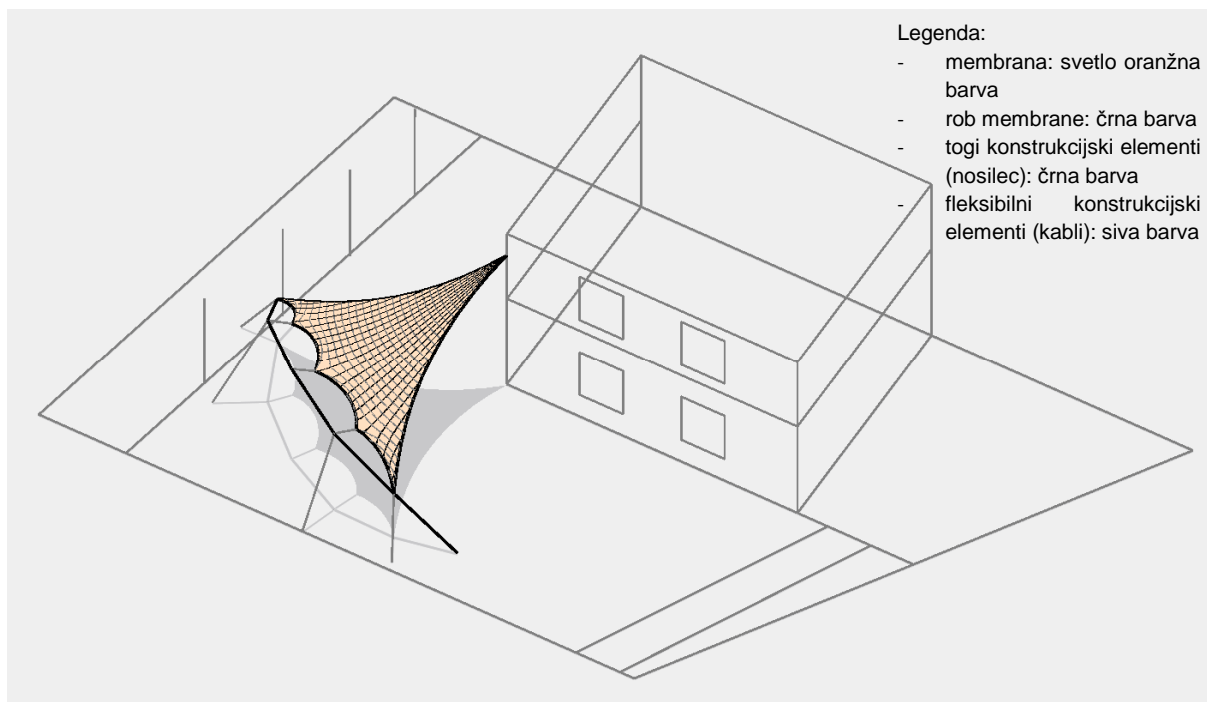 Legenda:
- membrana: svetlo oranžna
barva
- rob membrane: črna barva
- togi konstrukcijski elementi
(nosilec): črna barva
- fleksibilni konstrukcijski
elementi (kabli): siva barva